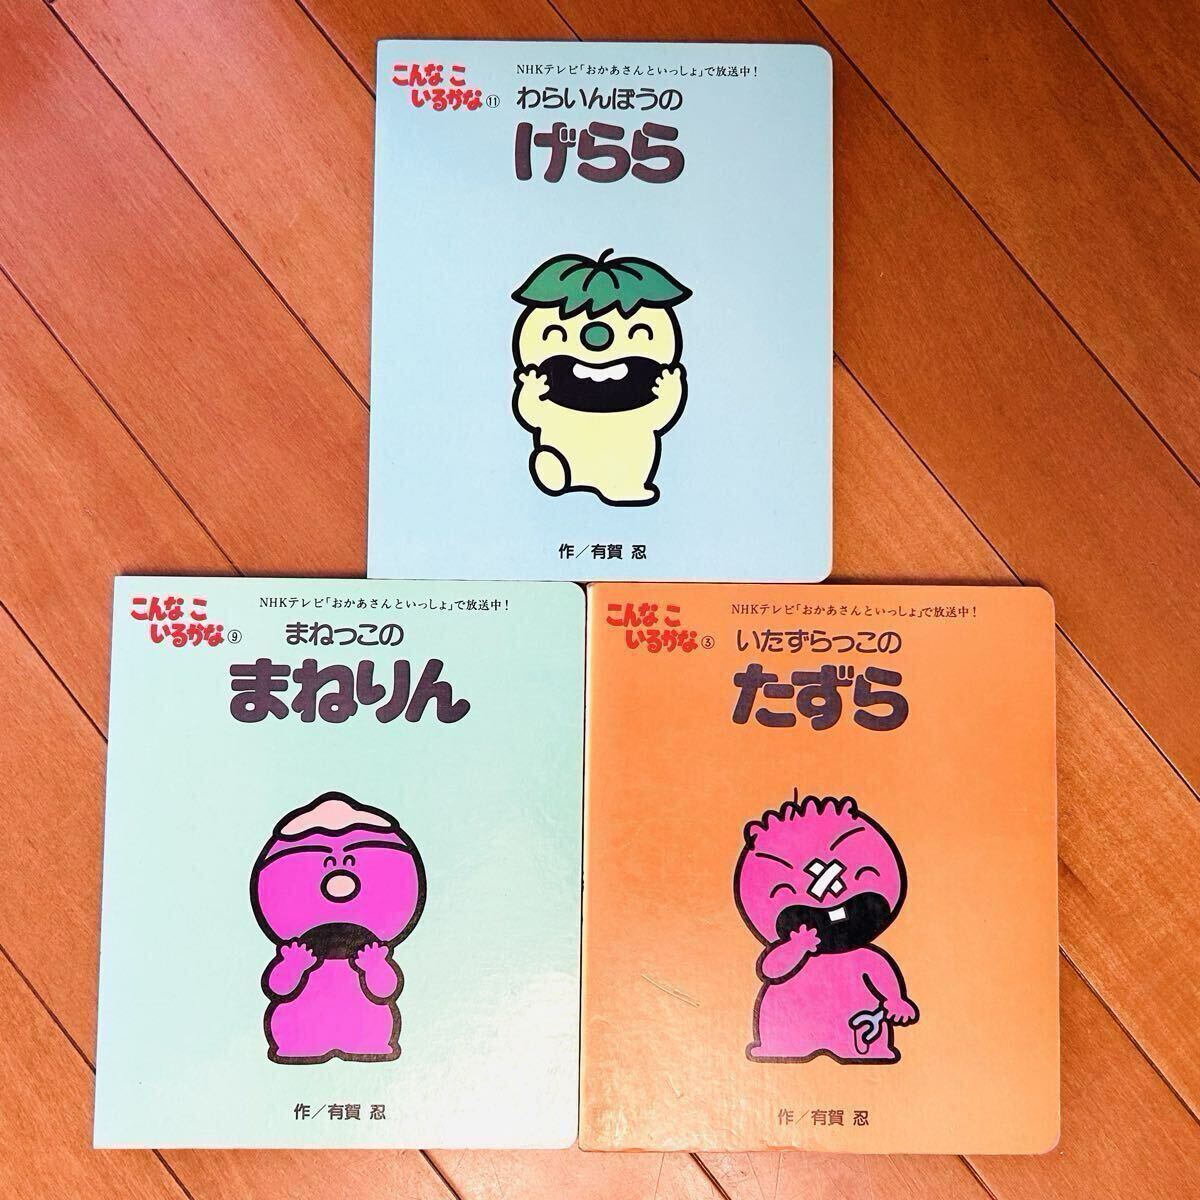 こんな こ
いるかな⑪
NHKテレビ「おかあさんといっしょ」で放送中！
わらいんぼうの
げらら
作／有賀 忍
こんな こ
いるかな⑨
NHKテレビ「おかあさんといっしょ」で放送中！
まねっこの
まねりん
作／有賀 忍
こんな こ
いるかな③
NHKテレビ「おかあさんといっしょ」で放送中！
いたずらっこの
たずら
作／有賀 忍